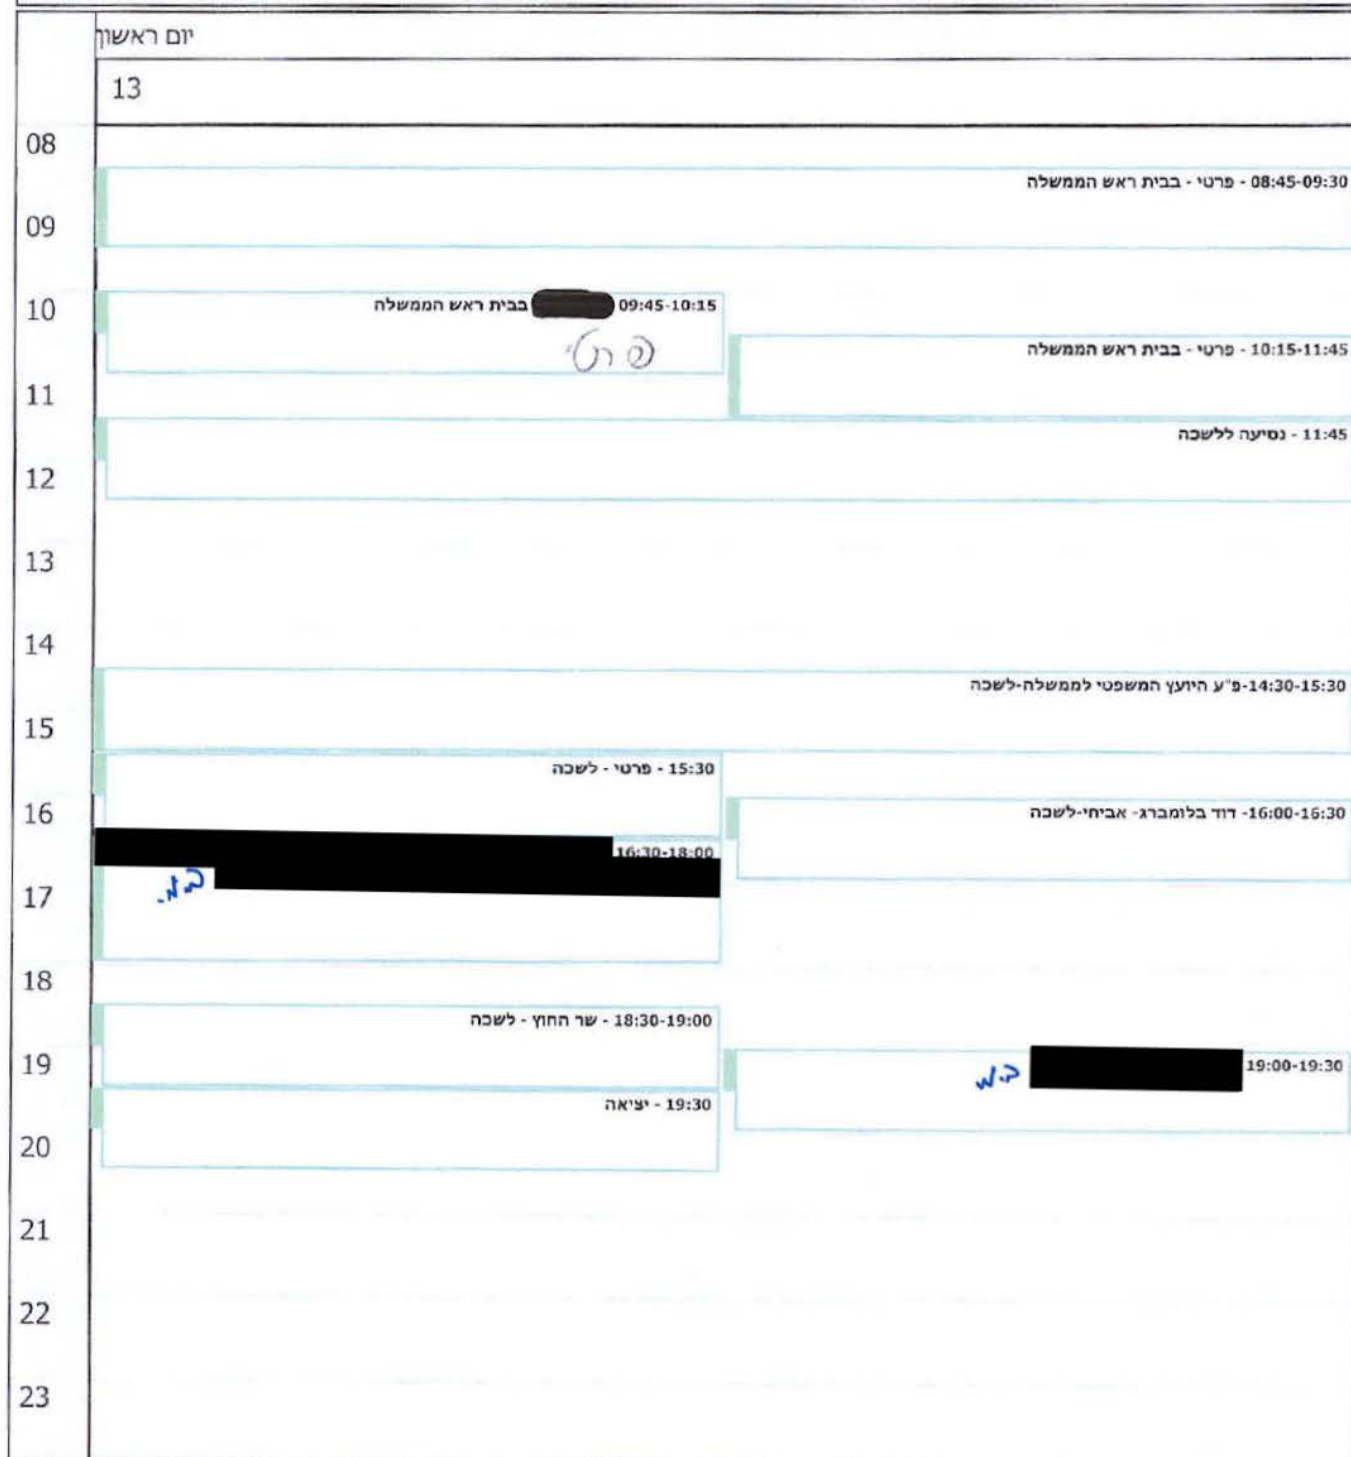 יום ראשון
13
08
08:45-09:30 - פרטי - בבית ראש הממשלה
09
10
09:45-10:15 בבית ראש הממשלה
פרטי
10:15-11:45 - פרטי - בבית ראש הממשלה
11
11:45 - נסיעה ללשכה
12
13
14
14:30-15:30-פ"ע היועץ המשפטי לממשלה-לשכה
15
15:30 - פרטי - לשכה
16
16:00-16:30- דוד בלומברג- אביחי-לשכה
16:30-18:00
ב.מ.
17
18
18:30-19:00 - שר החוץ - לשכה
19
19:00-19:30 ב.מ
19:30 - יציאה
20
21
22
23